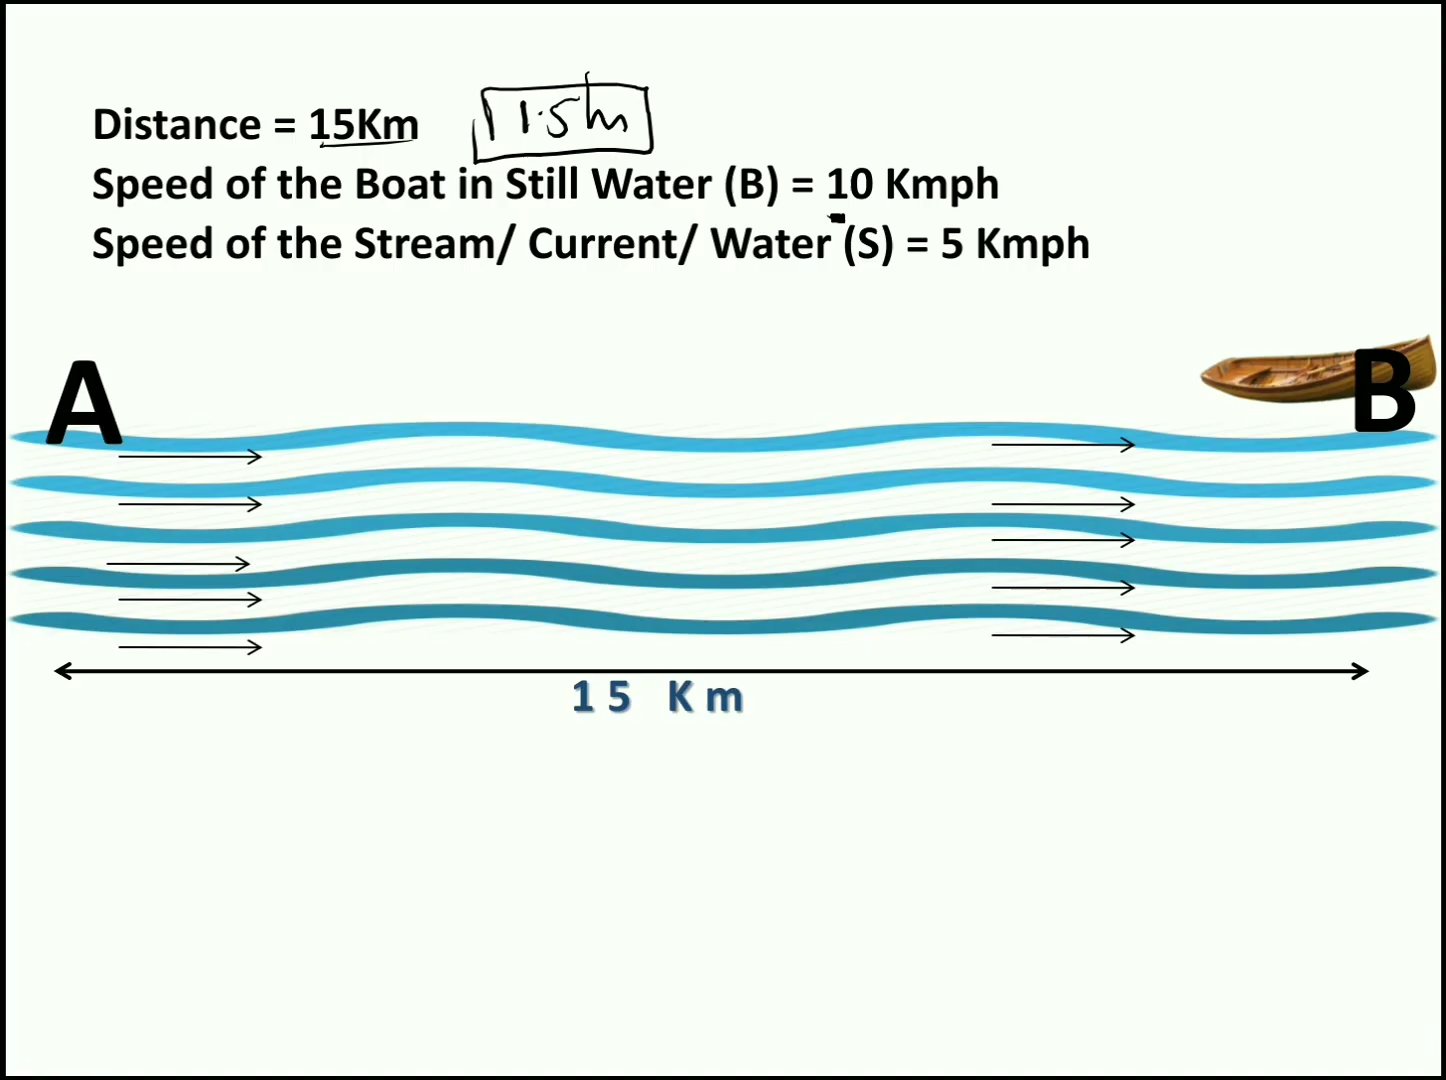 Distance = 15Km 1.5h
Speed of the Boat in Still Water (B) = 10 Kmph
Speed of the Stream/ Current/ Water (S) = 5 Kmph
A
B
15 Km